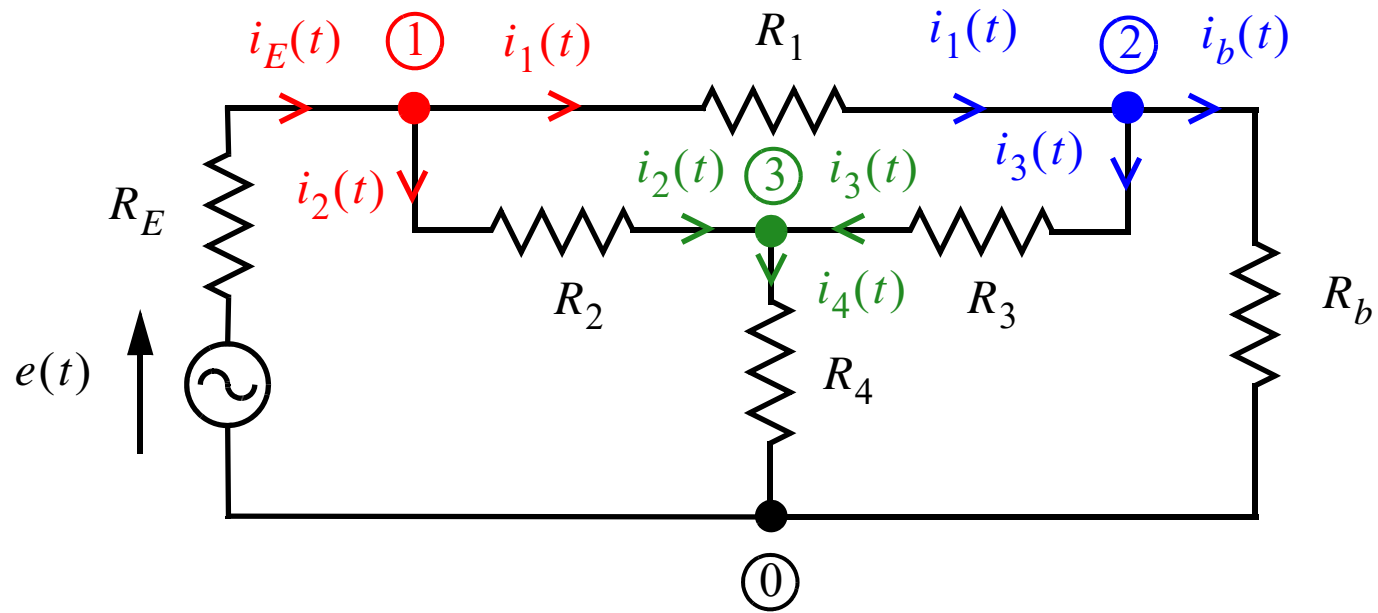 i_E(t) ① i_1(t) R_1 i_1(t) ② i_b(t)
i_2(t) ③ i_3(t) i_3(t)
R_E i_2(t)
R_2 i_4(t) R_3 R_b
e(t) R_4
⓪